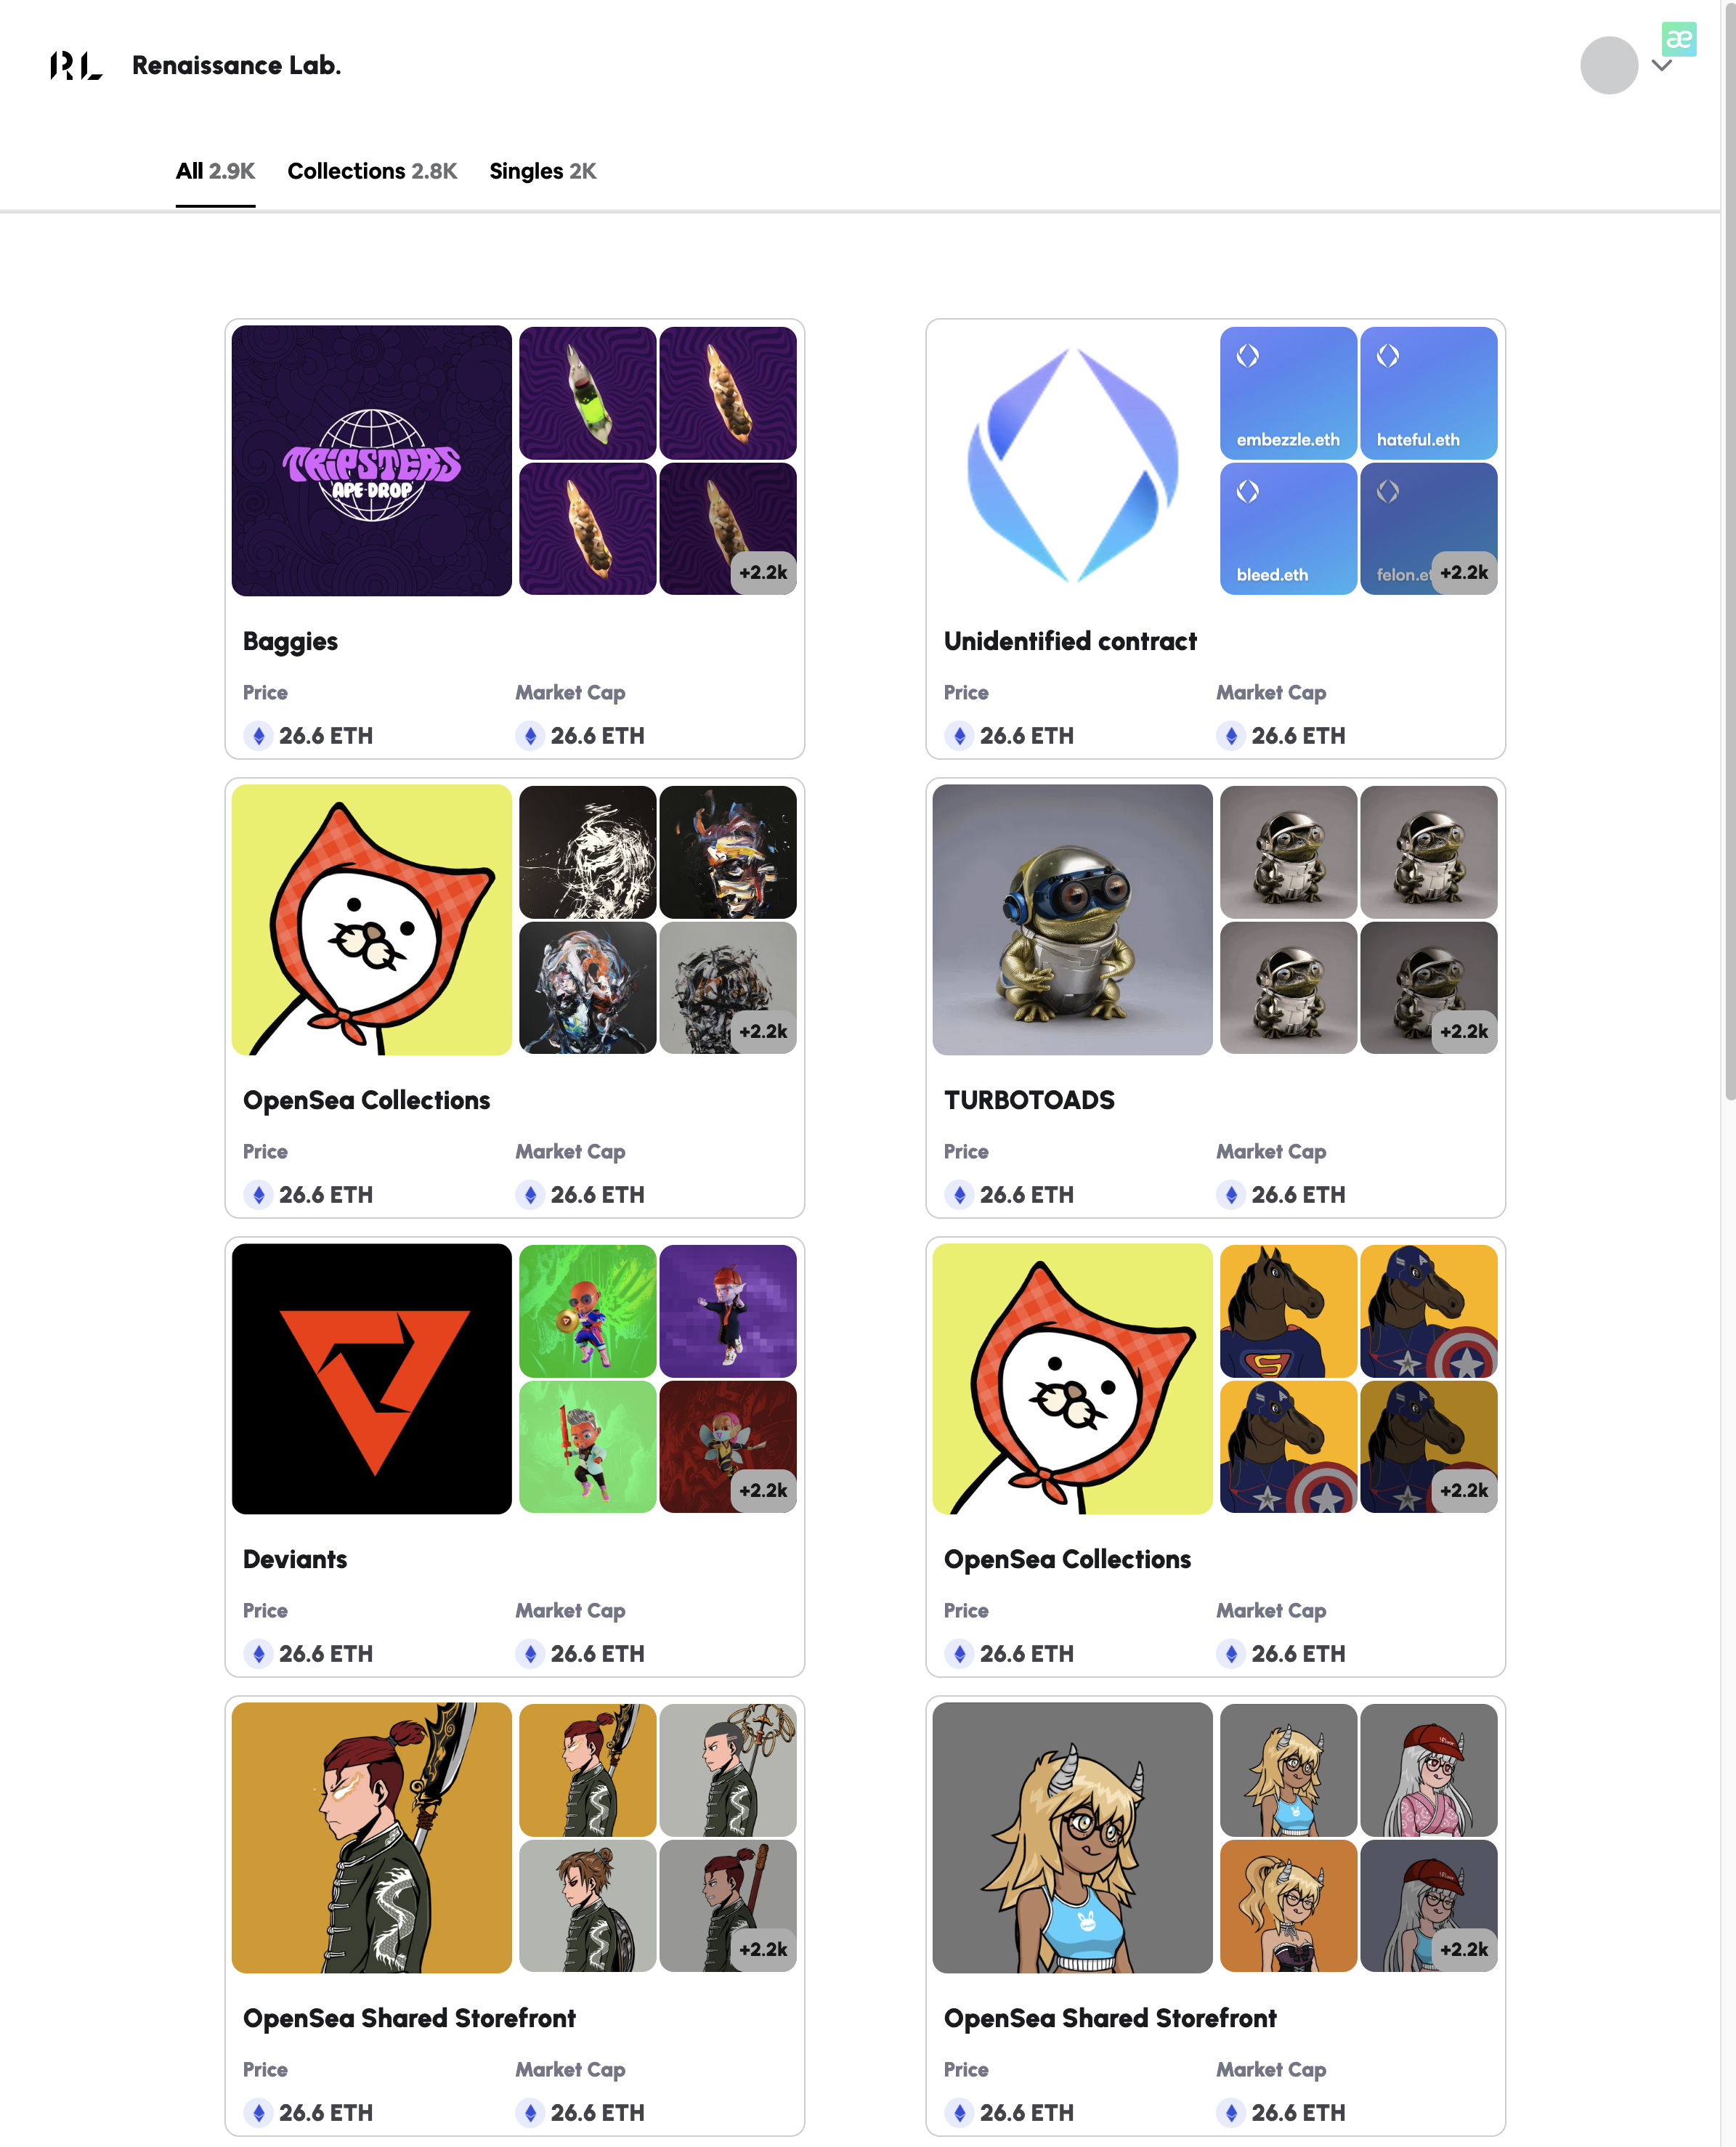 RL Renaissance Lab.
æ
All 2.9K Collections 2.8K Singles 2K
TRIPSTERS
APE DROP
+2.2k
Baggies
Price Market Cap
26.6 ETH 26.6 ETH
embezzle.eth hateful.eth
bleed.eth felon.et +2.2k
Unidentified contract
Price Market Cap
26.6 ETH 26.6 ETH
+2.2k
OpenSea Collections
Price Market Cap
26.6 ETH 26.6 ETH
+2.2k
TURBOTOADS
Price Market Cap
26.6 ETH 26.6 ETH
+2.2k
Deviants
Price Market Cap
26.6 ETH 26.6 ETH
S
A
+2.2k
OpenSea Collections
Price Market Cap
26.6 ETH 26.6 ETH
+2.2k
OpenSea Shared Storefront
Price Market Cap
26.6 ETH 26.6 ETH
+2.2k
OpenSea Shared Storefront
Price Market Cap
26.6 ETH 26.6 ETH